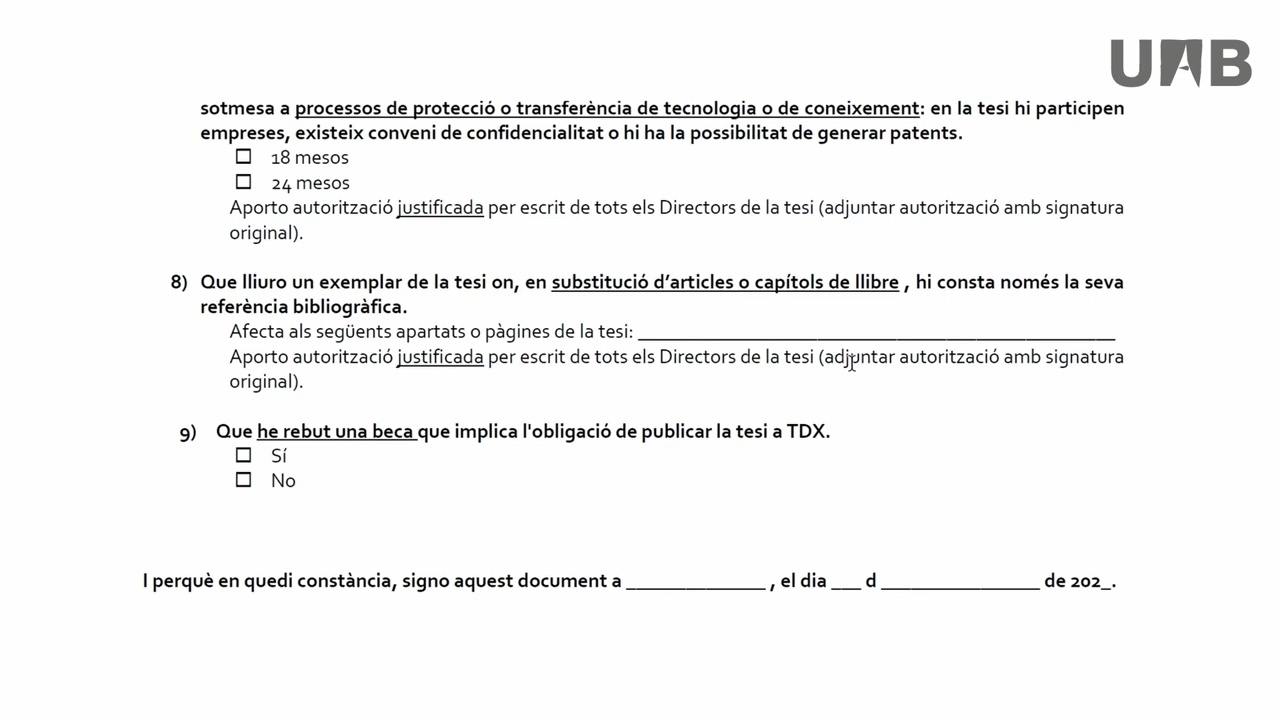 UAB
sotmesa a processos de protecció o transferència de tecnologia o de coneixement: en la tesi hi participen
empreses, existeix conveni de confidencialitat o hi ha la possibilitat de generar patents.
☐ 18 mesos
☐ 24 mesos
Aporto autorització justificada per escrit de tots els Directors de la tesi (adjuntar autorització amb signatura
original).
8) Que lliuro un exemplar de la tesi on, en substitució d’articles o capítols de llibre , hi consta només la seva
referència bibliogràfica.
Afecta als següents apartats o pàgines de la tesi: ________________________________________________
Aporto autorització justificada per escrit de tots els Directors de la tesi (adjuntar autorització amb signatura
original).
9) Que he rebut una beca que implica l'obligació de publicar la tesi a TDX.
☐ Sí
☐ No
I perquè en quedi constància, signo aquest document a ______________ , el dia ___ d ________________ de 202_.